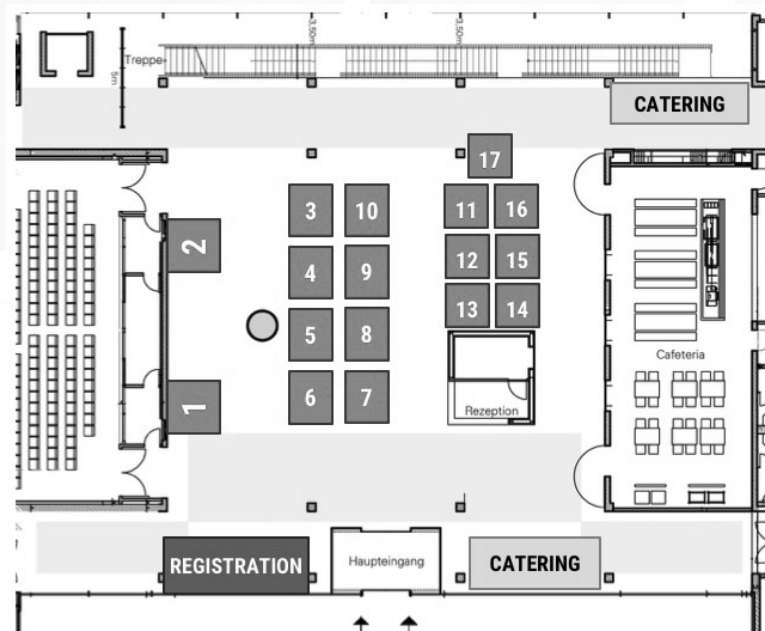 3,50m
3,50m
Treppe
5m
CATERING
17
3
10
11
16
2
4
9
12
15
5
8
13
14
Cafeteria
1
6
7
Rezeption
REGISTRATION
Haupteingang
CATERING